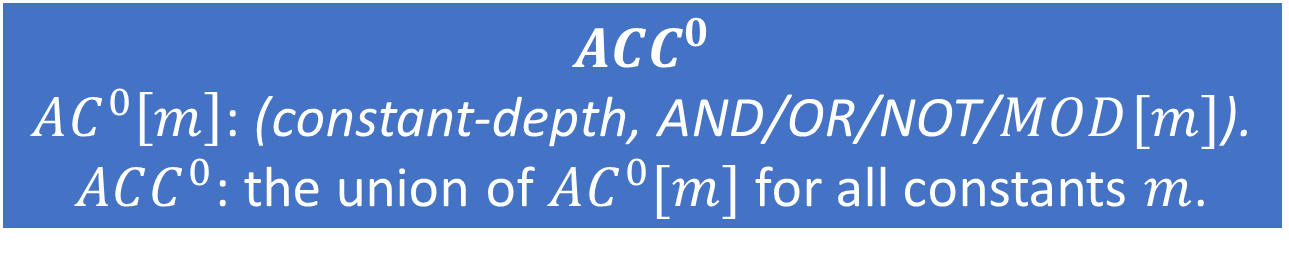 ACC⁰
AC⁰[m]: (constant-depth, AND/OR/NOT/MOD[m]).
ACC⁰: the union of AC⁰[m] for all constants m.